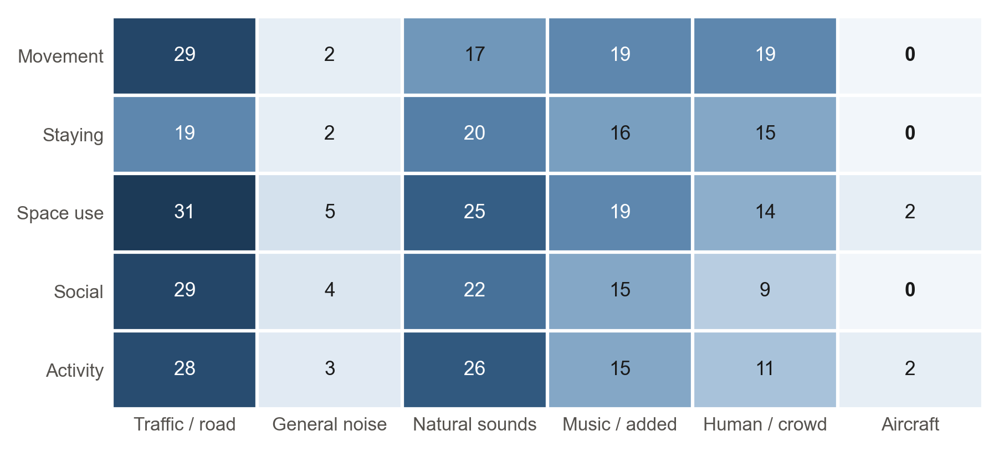 Movement 29 2 17 19 19 0
Staying 19 2 20 16 15 0
Space use 31 5 25 19 14 2
Social 29 4 22 15 9 0
Activity 28 3 26 15 11 2
Traffic / road General noise Natural sounds Music / added Human / crowd Aircraft